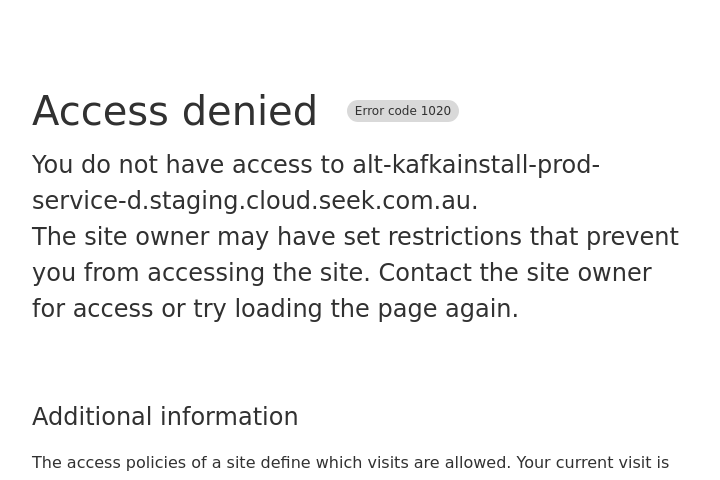 Access denied Error code 1020
You do not have access to alt-kafkainstall-prod-
service-d.staging.cloud.seek.com.au.
The site owner may have set restrictions that prevent
you from accessing the site. Contact the site owner
for access or try loading the page again.
Additional information
The access policies of a site define which visits are allowed. Your current visit is